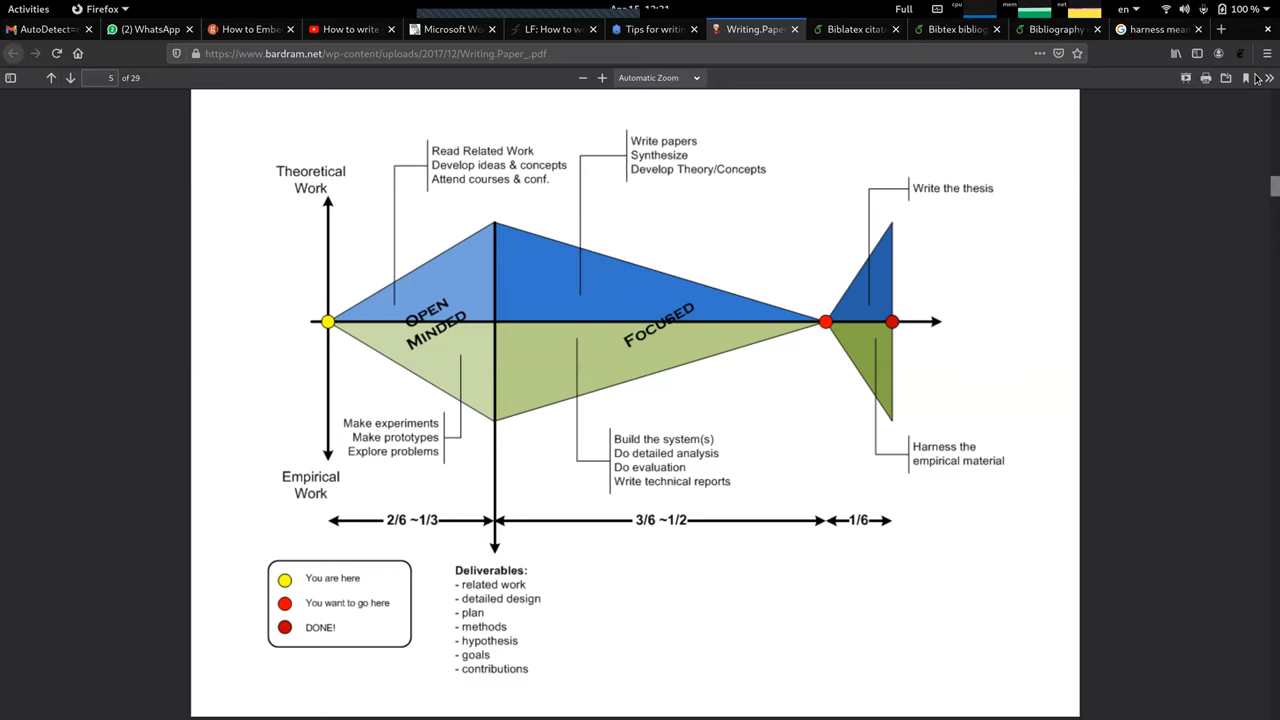 Activities
Firefox
Full
cpu
mem
net
en
100 %
AutoDetect=
WhatsApp
How to Embe
How to write
Microsoft Wo
LF: How to w
Tips for writin
Writing.Pape
Biblatex citat
Bibtex bibliog
Bibliography
harness mean
https://www.bardram.net/wp-content/uploads/2017/12/Writing.Paper_.pdf
5 of 29
Automatic Zoom
Read Related Work
Develop ideas & concepts
Attend courses & conf.
Write papers
Synthesize
Develop Theory/Concepts
Write the thesis
Theoretical
Work
OPEN
MINDED
FOCUSED
Make experiments
Make prototypes
Explore problems
Build the system(s)
Do detailed analysis
Do evaluation
Write technical reports
Harness the
empirical material
Empirical
Work
2/6 ~1/3
3/6 ~1/2
1/6
You are here
You want to go here
DONE!
Deliverables:
- related work
- detailed design
- plan
- methods
- hypothesis
- goals
- contributions